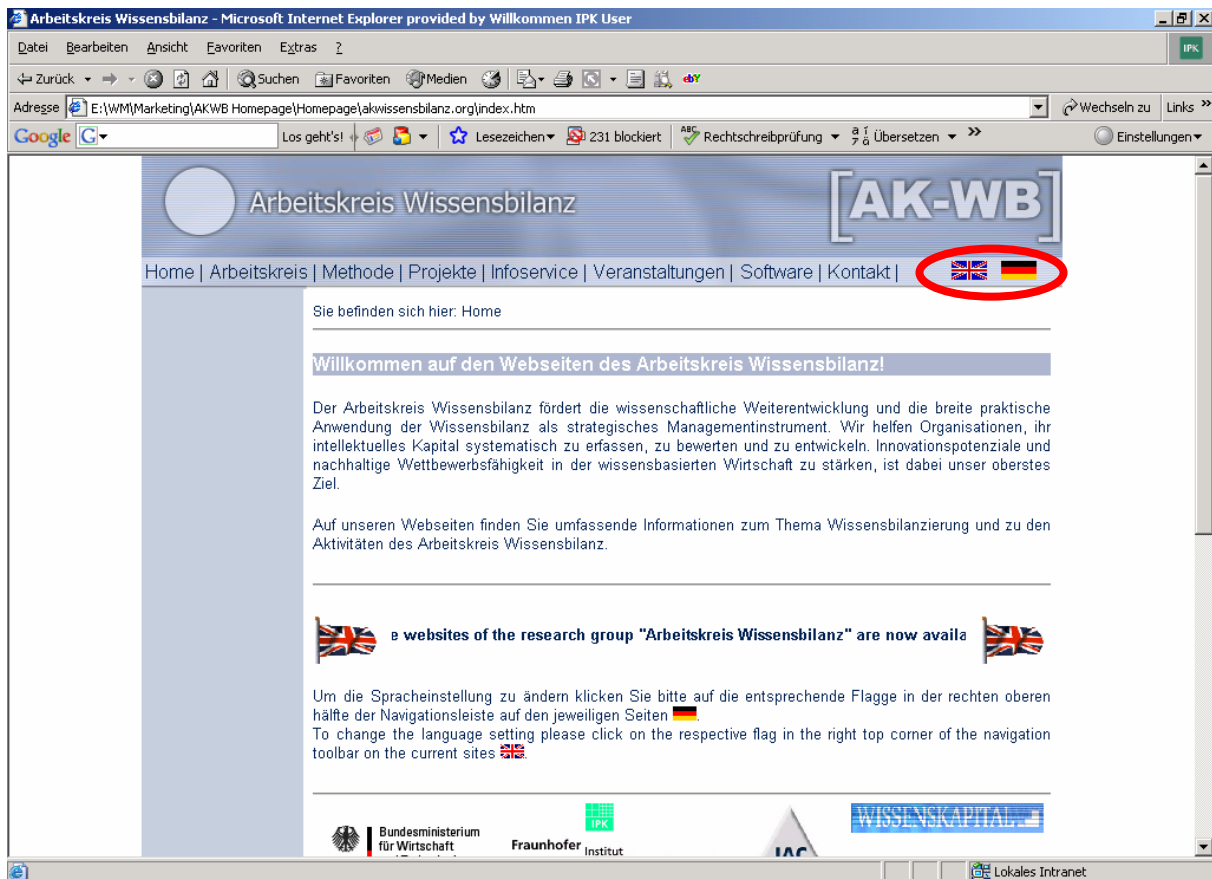 Arbeitskreis Wissensbilanz - Microsoft Internet Explorer provided by Willkommen IPK User
Datei Bearbeiten Ansicht Favoriten Extras ?
IPK
Zurück Suchen Favoriten Medien ebY
Adresse E:\WM\Marketing\AKWB Homepage\Homepage\akwissensbilanz.org\index.htm Wechseln zu Links »
Google G Los geht's! Lesezeichen 231 blockiert ABC Rechtschreibprüfung Übersetzen » Einstellungen
Arbeitskreis Wissensbilanz [AK-WB]
Home | Arbeitskreis | Methode | Projekte | Infoservice | Veranstaltungen | Software | Kontakt |
Sie befinden sich hier: Home
Willkommen auf den Webseiten des Arbeitskreis Wissensbilanz!
Der Arbeitskreis Wissensbilanz fördert die wissenschaftliche Weiterentwicklung und die breite praktische
Anwendung der Wissensbilanz als strategisches Managementinstrument. Wir helfen Organisationen, ihr
intellektuelles Kapital systematisch zu erfassen, zu bewerten und zu entwickeln. Innovationspotenziale und
nachhaltige Wettbewerbsfähigkeit in der wissensbasierten Wirtschaft zu stärken, ist dabei unser oberstes
Ziel.
Auf unseren Webseiten finden Sie umfassende Informationen zum Thema Wissensbilanzierung und zu den
Aktivitäten des Arbeitskreis Wissensbilanz.
e websites of the research group "Arbeitskreis Wissensbilanz" are now availa
Um die Spracheinstellung zu ändern klicken Sie bitte auf die entsprechende Flagge in der rechten oberen
hälfte der Navigationsleiste auf den jeweiligen Seiten .
To change the language setting please click on the respective flag in the right top corner of the navigation
toolbar on the current sites .
IPK
WISSENSKAPITAL
Bundesministerium
für Wirtschaft
Fraunhofer Institut
IAC
Lokales Intranet